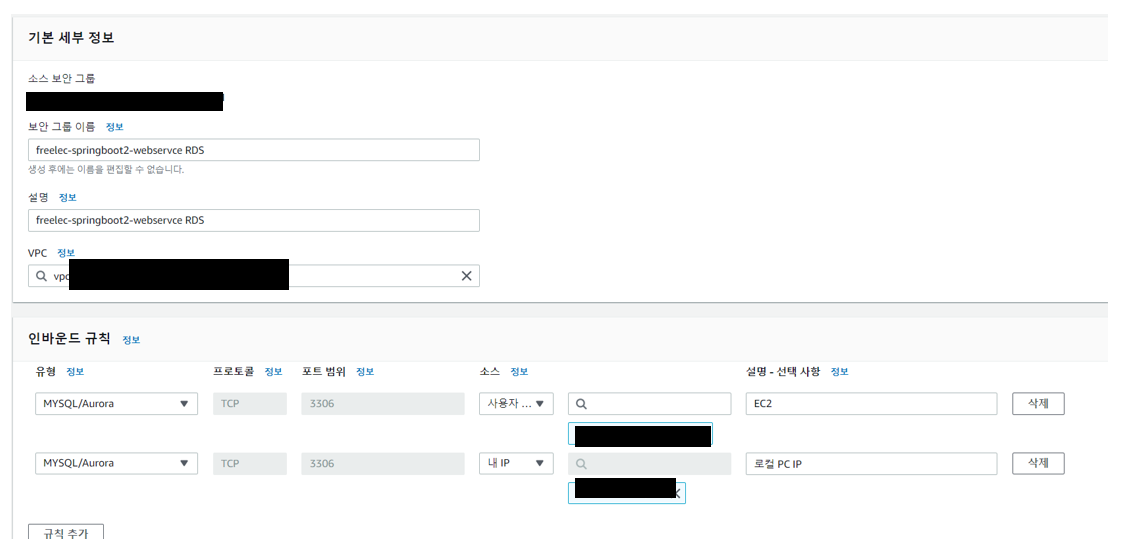 기본 세부 정보
소스 보안 그룹
보안 그룹 이름 정보
freelec-springboot2-webservce RDS
생성 후에는 이름을 편집할 수 없습니다.
설명 정보
freelec-springboot2-webservce RDS
VPC 정보
vpc
인바운드 규칙 정보
유형 정보 프로토콜 정보 포트 범위 정보 소스 정보 설명 - 선택 사항 정보
MYSQL/Aurora TCP 3306 사용자 ... EC2 삭제
MYSQL/Aurora TCP 3306 내 IP 로컬 PC IP 삭제
규칙 추가